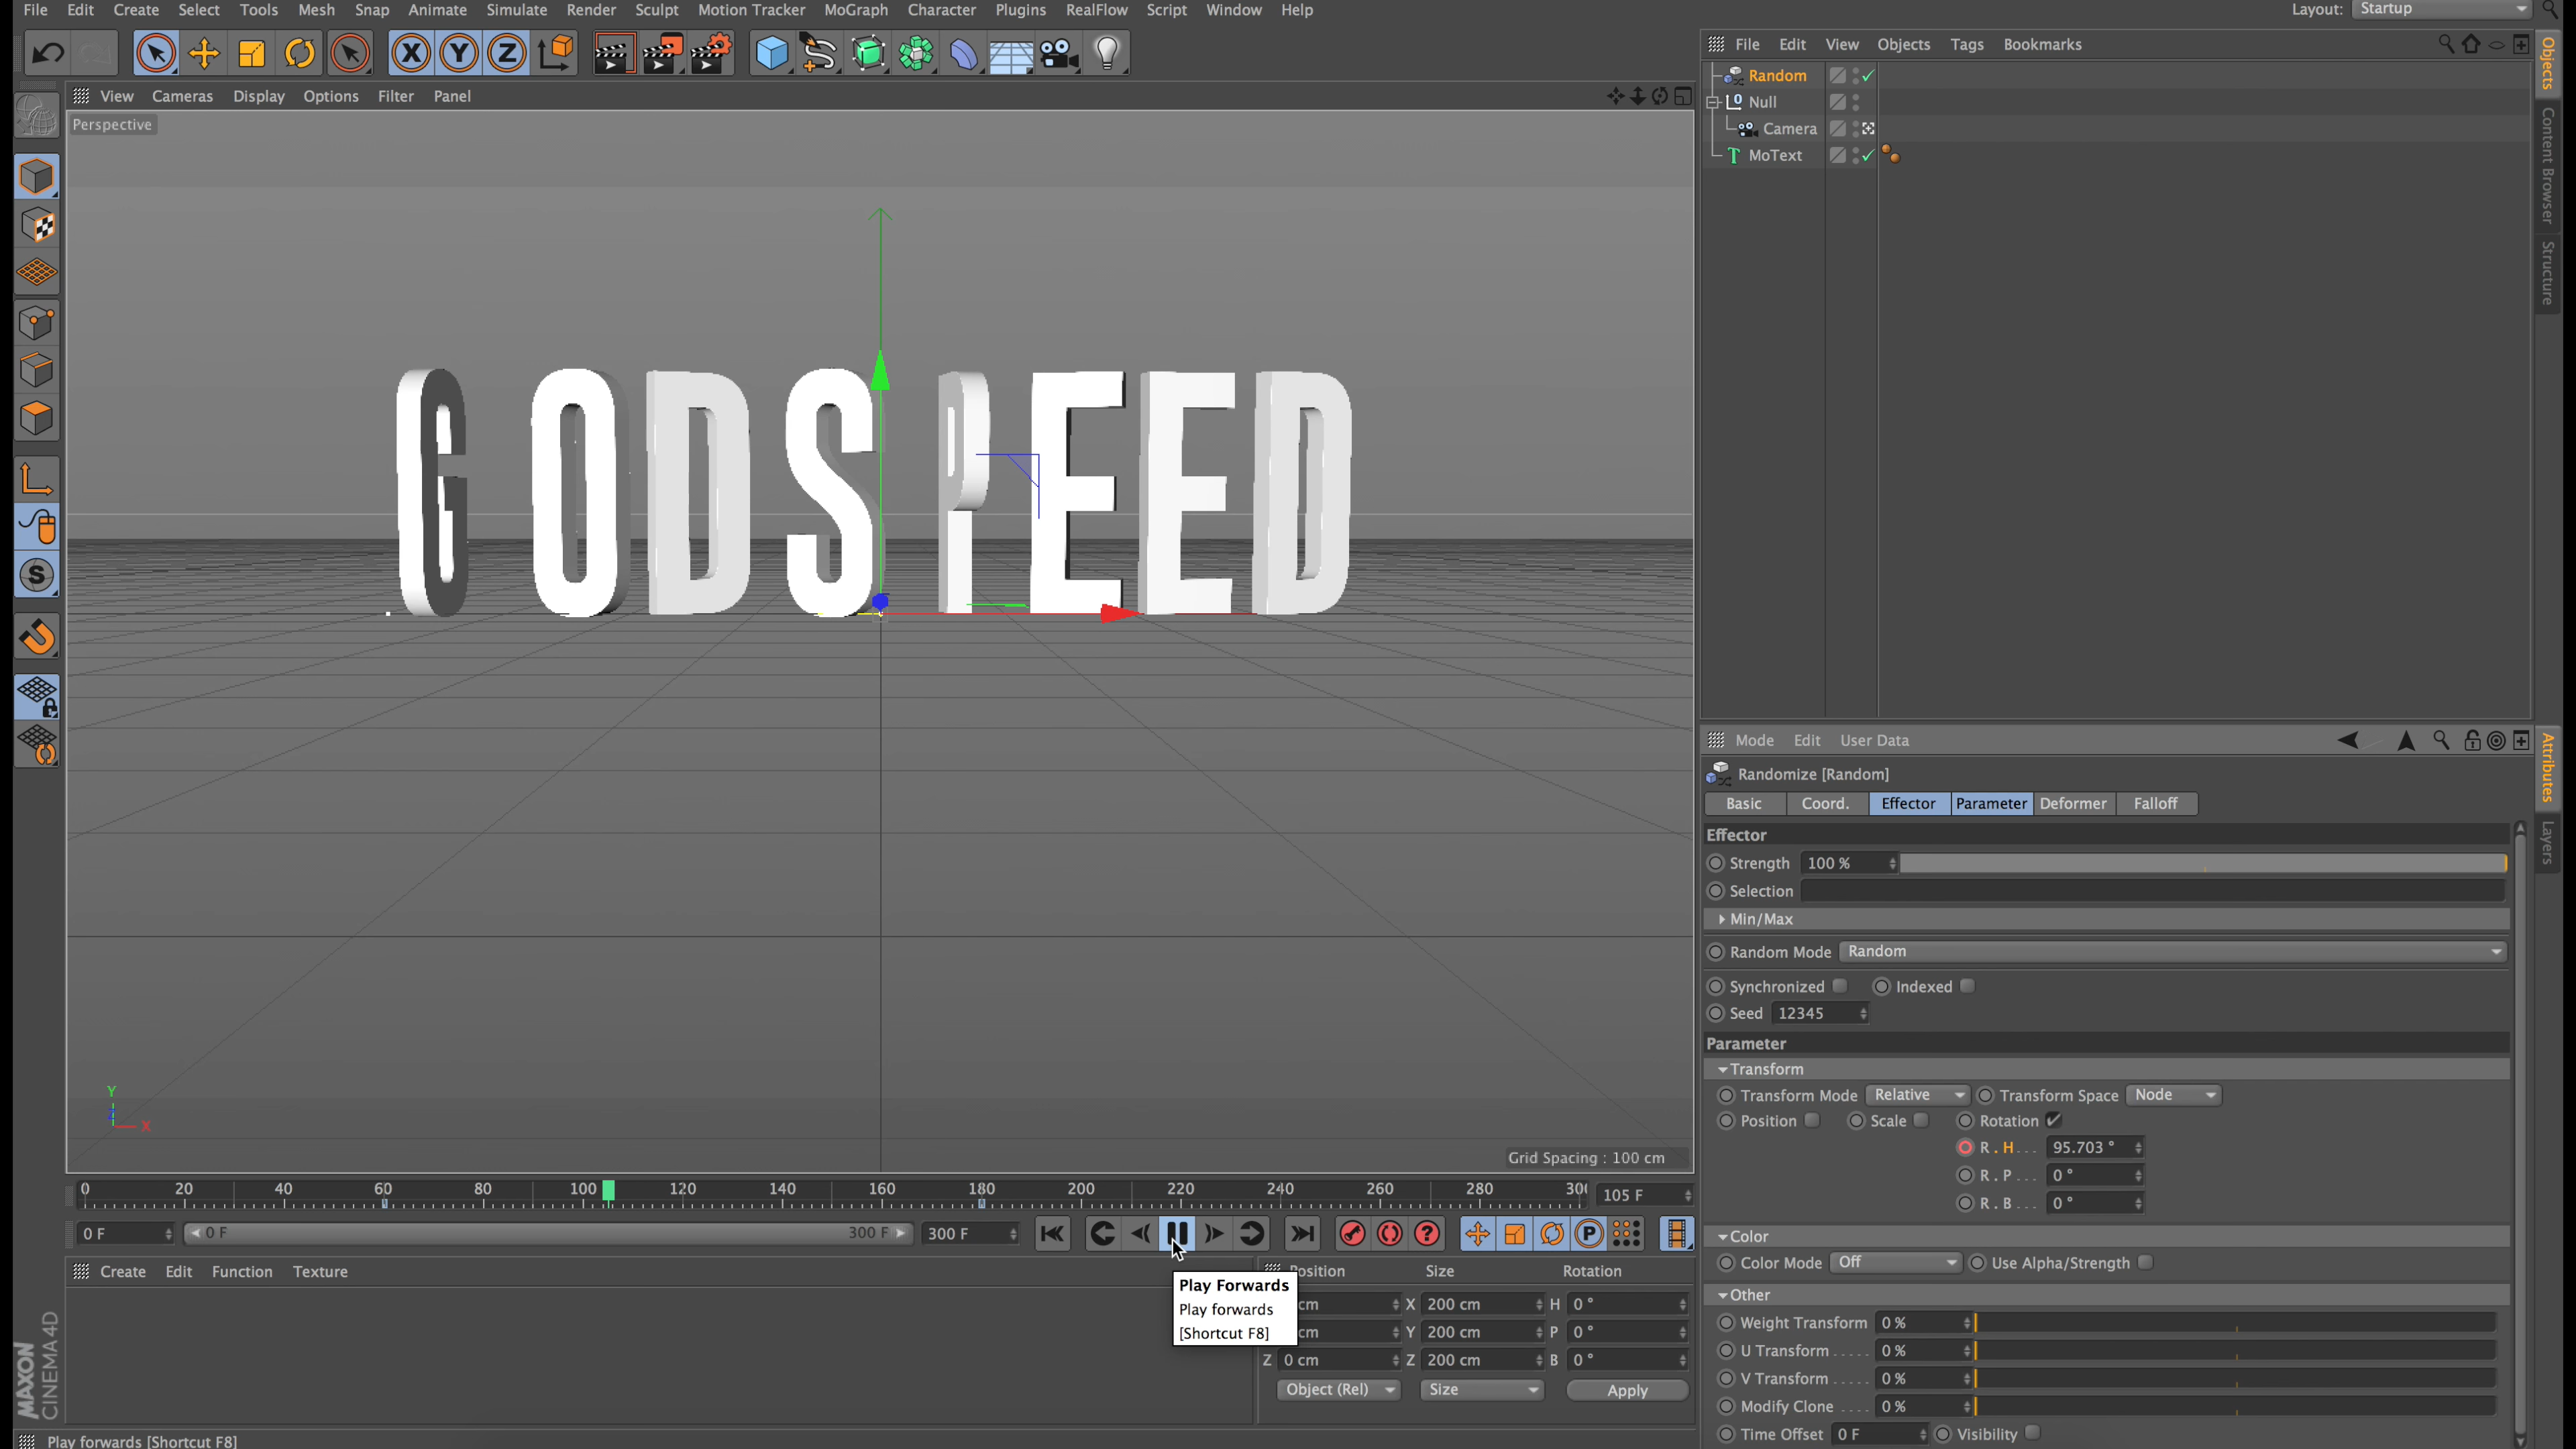 File Edit Create Select Tools Mesh Snap Animate Simulate Render Sculpt Motion Tracker MoGraph Character Plugins RealFlow Script Window Help Layout: Startup
File Edit View Objects Tags Bookmarks
View Cameras Display Options Filter Panel
Perspective
Random
Null
Camera
MoText
Objects
Content Browser
Structure
GODSPEED
Y
Z
X
Grid Spacing : 100 cm
Mode Edit User Data
Randomize [Random]
Basic Coord. Effector Parameter Deformer Falloff
Attributes
Layers
Effector
Strength 100 %
Selection
Min/Max
Random Mode Random
Synchronized Indexed
Seed 12345
Parameter
Transform
Transform Mode Relative Transform Space Node
Position Scale Rotation
R . H . . . 95.703 °
R . P . . . 0 °
R . B . . . 0 °
Color
Color Mode Off Use Alpha/Strength
Other
Weight Transform 0 %
U Transform . . . . . 0 %
V Transform . . . . . 0 %
Modify Clone . . . . 0 %
Time Offset 0 F Visibility
0 20 40 60 80 100 120 140 160 180 200 220 240 260 280 105 F
0 F 0 F 300 F 300 F
Create Edit Function Texture
Position Size Rotation
cm X 200 cm H 0 °
cm Y 200 cm P 0 °
Z 0 cm Z 200 cm B 0 °
Object (Rel) Size Apply
Play Forwards
Play forwards
[Shortcut F8]
MAXON
CINEMA 4D
Play forwards [Shortcut F8]